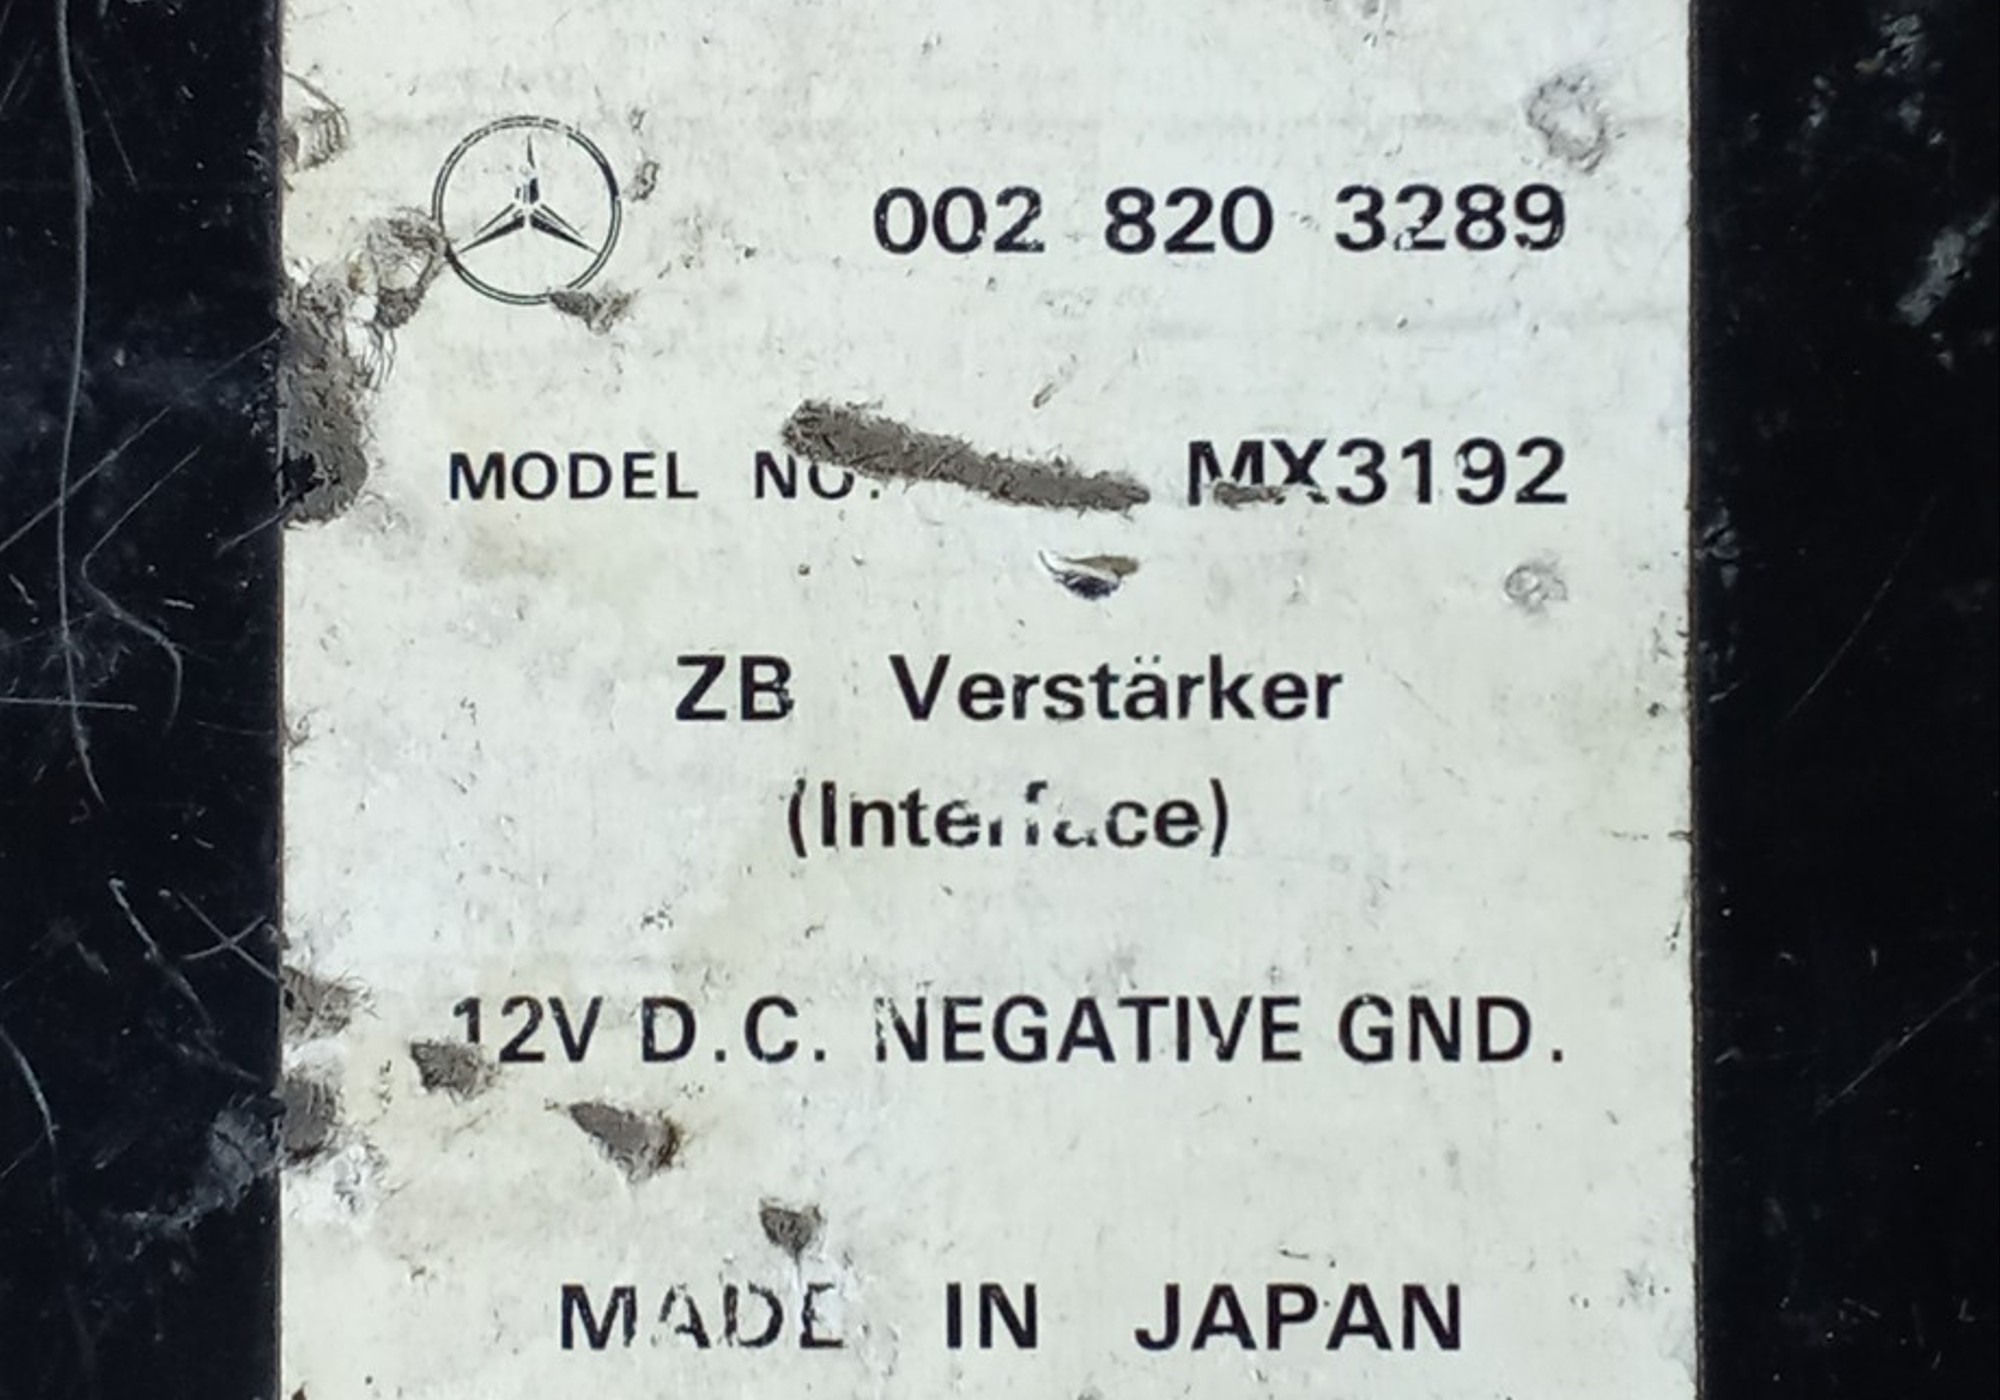 002 820 3289
MODEL NO. MX3192
ZB Verstärker
(Interface)
12V D.C. NEGATIVE GND.
MADE IN JAPAN